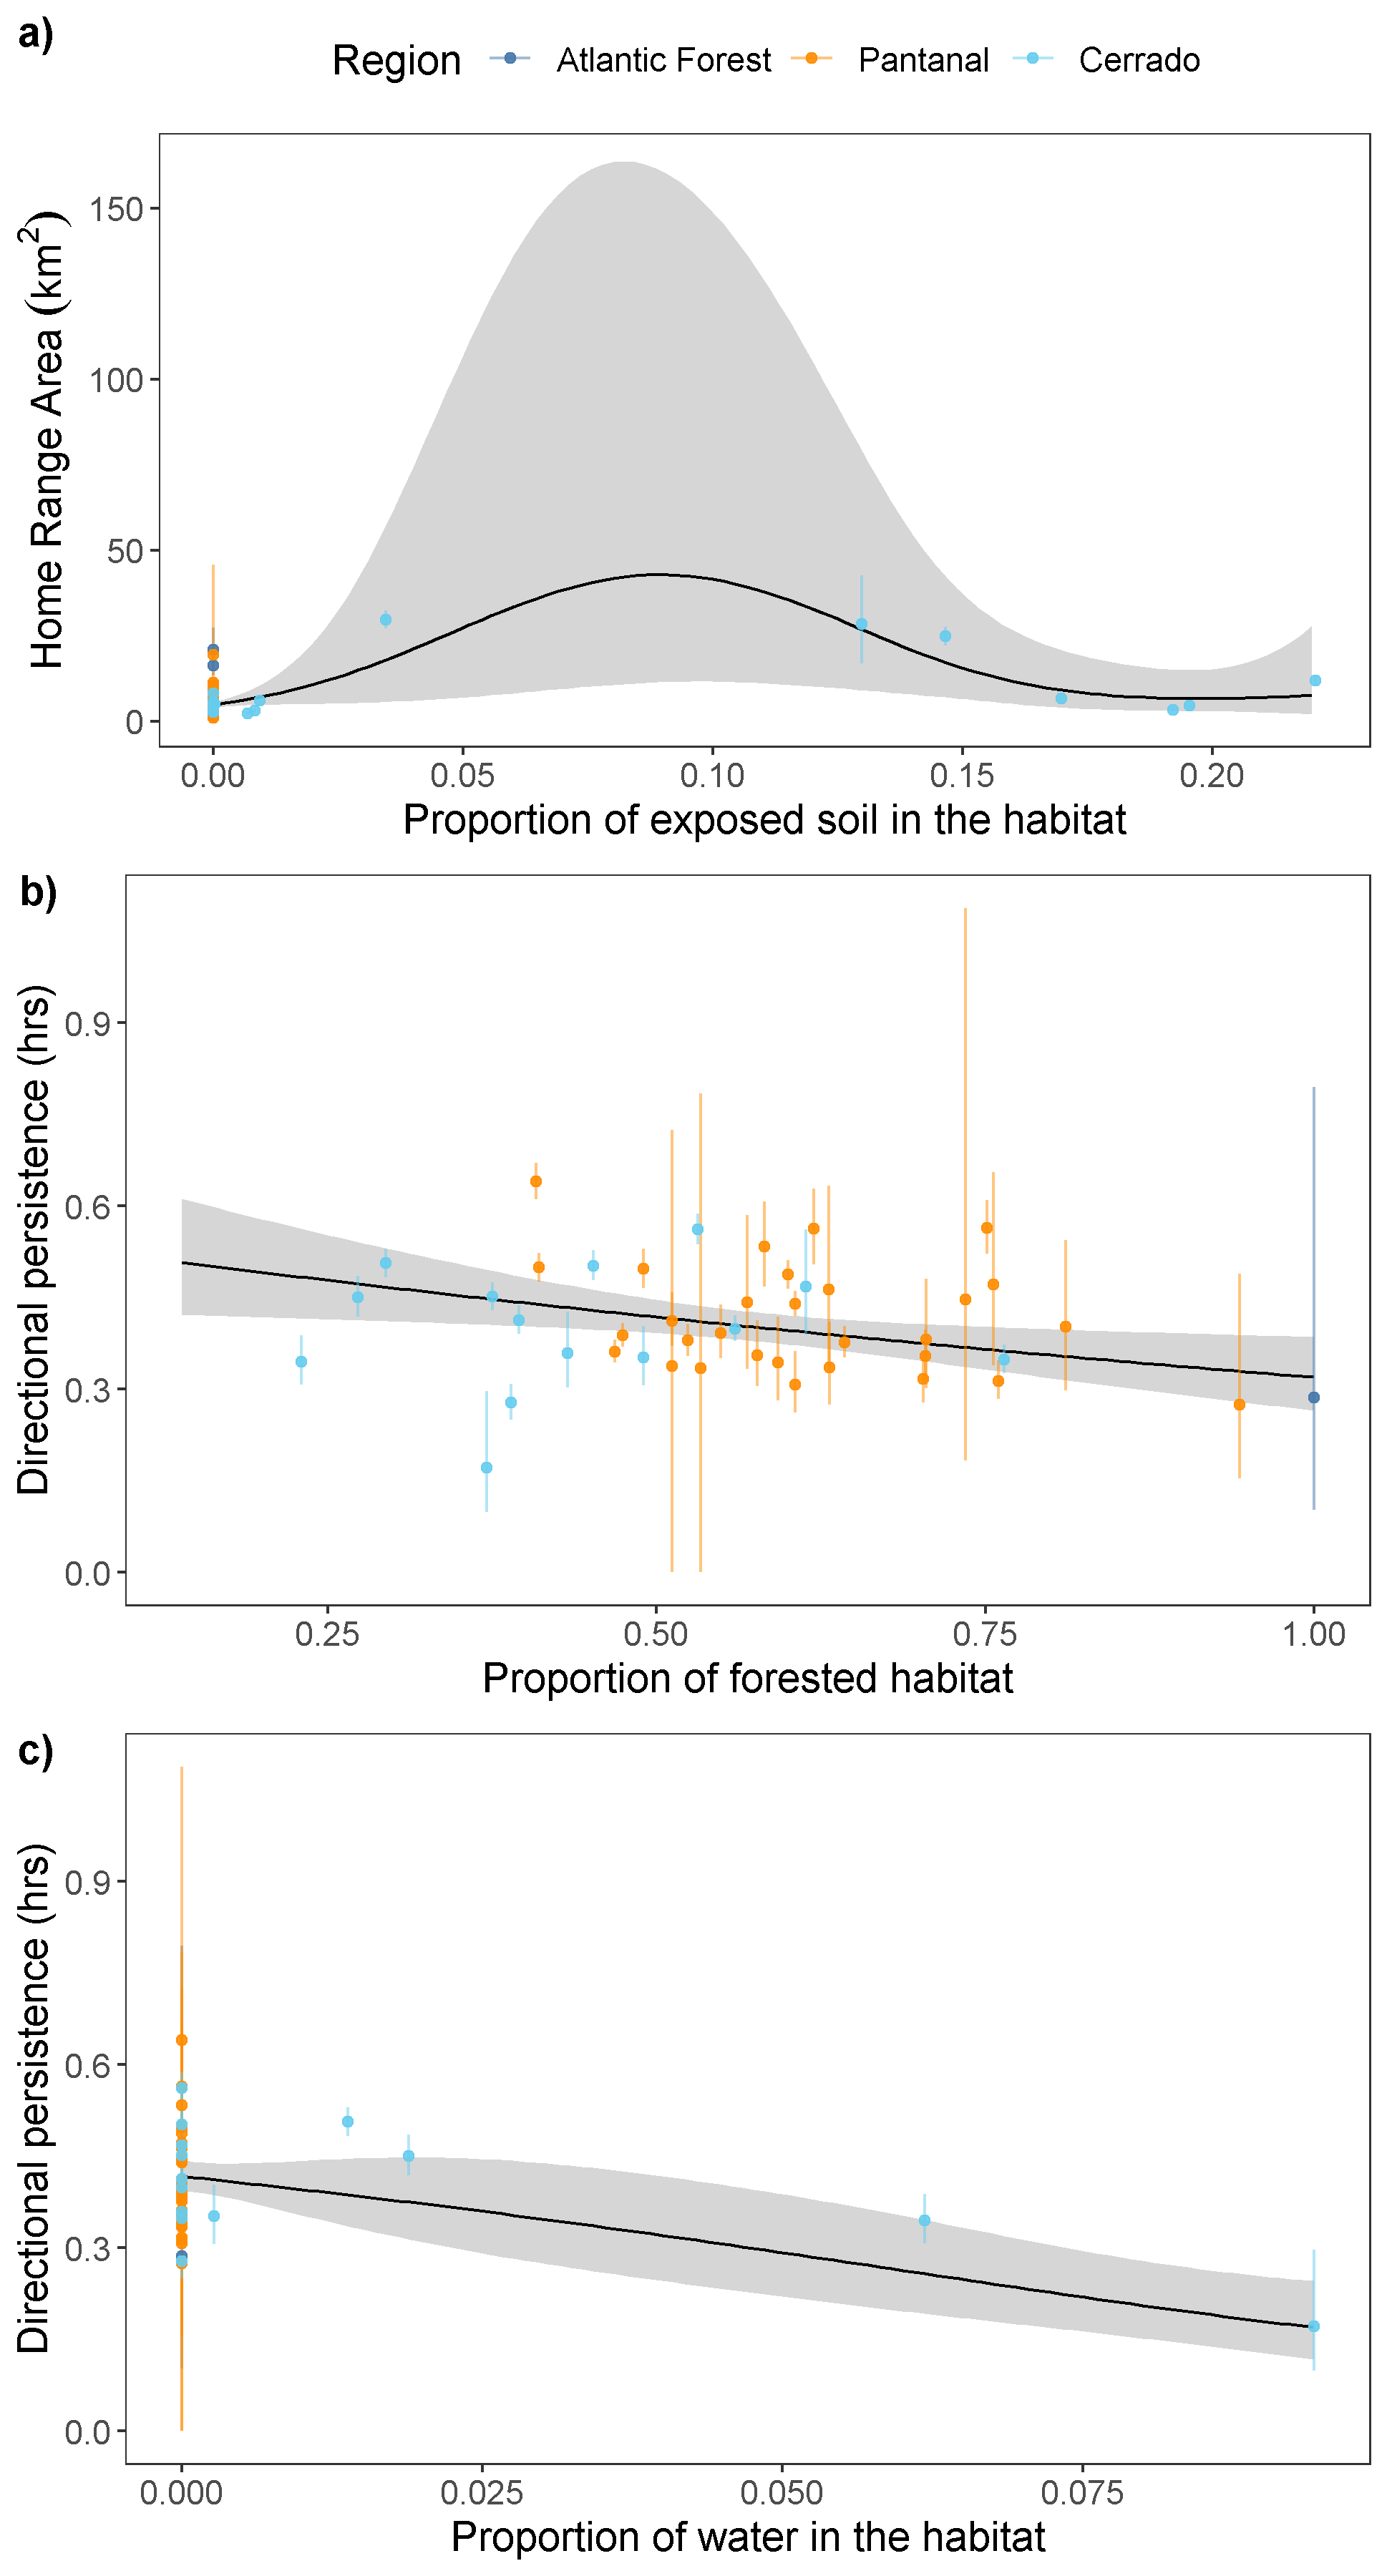 a)
Region Atlantic Forest Pantanal Cerrado
Home Range Area (km²)
150
100
50
0
0.00 0.05 0.10 0.15 0.20
Proportion of exposed soil in the habitat
b)
Directional persistence (hrs)
0.9
0.6
0.3
0.0
0.25 0.50 0.75 1.00
Proportion of forested habitat
c)
Directional persistence (hrs)
0.9
0.6
0.3
0.0
0.000 0.025 0.050 0.075
Proportion of water in the habitat